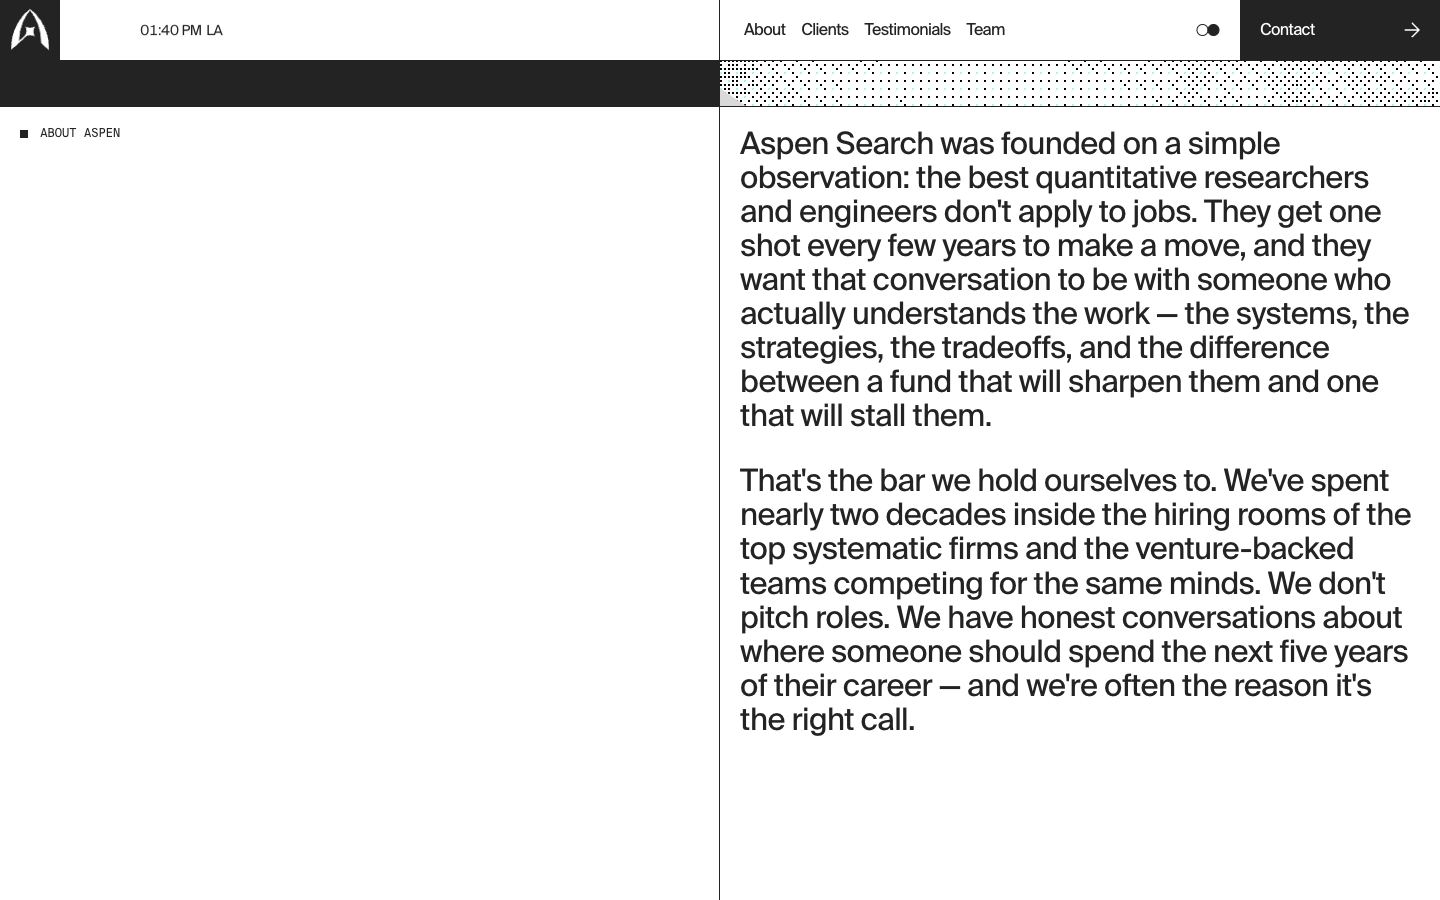 01:40 PM LA
About Clients Testimonials Team
Contact
ABOUT ASPEN
Aspen Search was founded on a simple
observation: the best quantitative researchers
and engineers don't apply to jobs. They get one
shot every few years to make a move, and they
want that conversation to be with someone who
actually understands the work — the systems, the
strategies, the tradeoffs, and the difference
between a fund that will sharpen them and one
that will stall them.
That's the bar we hold ourselves to. We've spent
nearly two decades inside the hiring rooms of the
top systematic firms and the venture-backed
teams competing for the same minds. We don't
pitch roles. We have honest conversations about
where someone should spend the next five years
of their career — and we're often the reason it's
the right call.